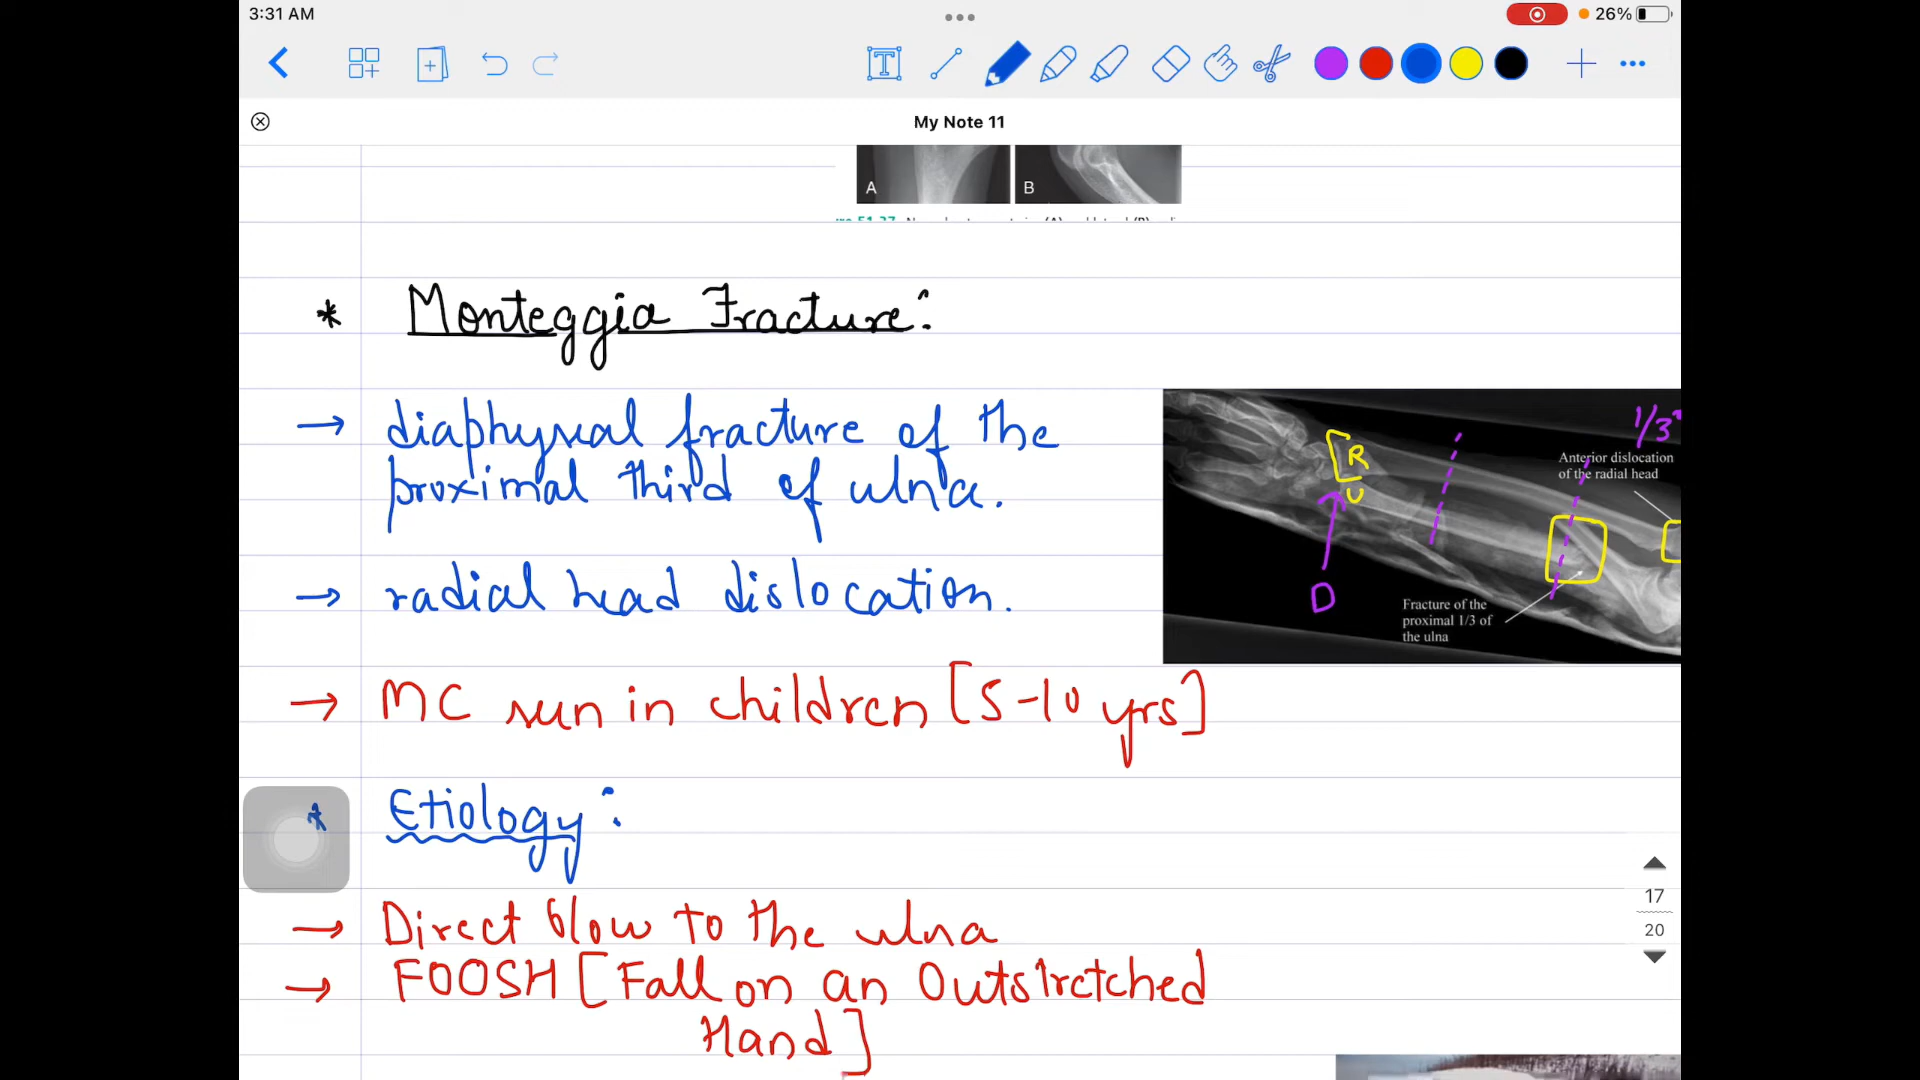 3:31 AM
26%
T
My Note 11
A
B
* Monteggia Fracture:
→ diaphyseal fracture of the
proximal third of ulna.
→ radial head dislocation.
→ MC seen in children [5-10 yrs]
* Etiology:
→ Direct blow to the ulna
→ FOOSH [Fall on an Outstretched
Hand]
1/3
Anterior dislocation
of the radial head
R
U
D
Fracture of the
proximal 1/3 of
the ulna
17
20